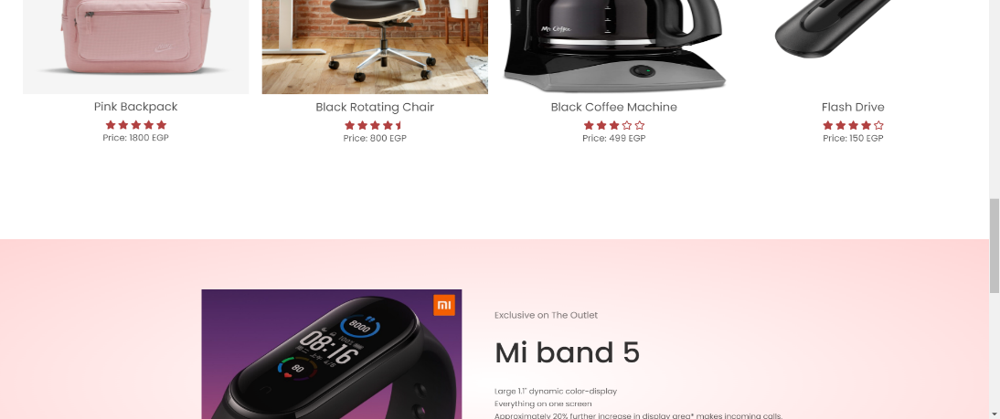 Mr. Coffee
Pink Backpack
Black Rotating Chair
Black Coffee Machine
Flash Drive
Price: 1800 EGP
Price: 800 EGP
Price: 499 EGP
Price: 150 EGP
mi
8000
08:16
80
Exclusive on The Outlet
Mi band 5
Large 1.1" dynamic color-display
Everything on one screen
Approximately 20% further increase in display area* makes incoming calls,